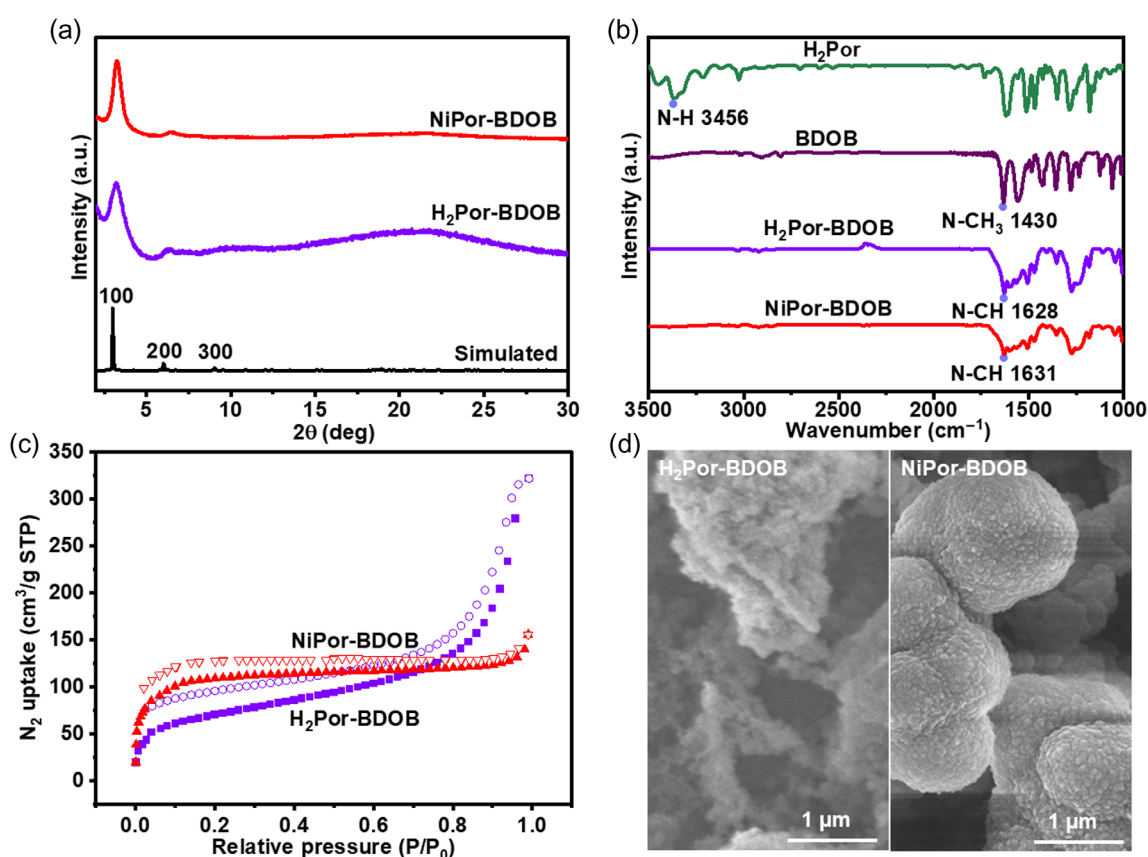 (a)
NiPor-BDOB
H₂Por-BDOB
100
200
300
Simulated
Intensity (a.u.)
5
10
15
20
25
30
2θ (deg)
(b)
H₂Por
N-H 3456
BDOB
N-CH₃ 1430
H₂Por-BDOB
N-CH 1628
NiPor-BDOB
N-CH 1631
Intensity (a.u.)
3500
3000
2500
2000
1500
1000
Wavenumber (cm⁻¹)
(c)
350
300
250
200
150
100
50
0
N₂ uptake (cm³/g STP)
NiPor-BDOB
H₂Por-BDOB
0.0
0.2
0.4
0.6
0.8
1.0
Relative pressure (P/P₀)
(d)
H₂Por-BDOB
1 μm
NiPor-BDOB
1 μm